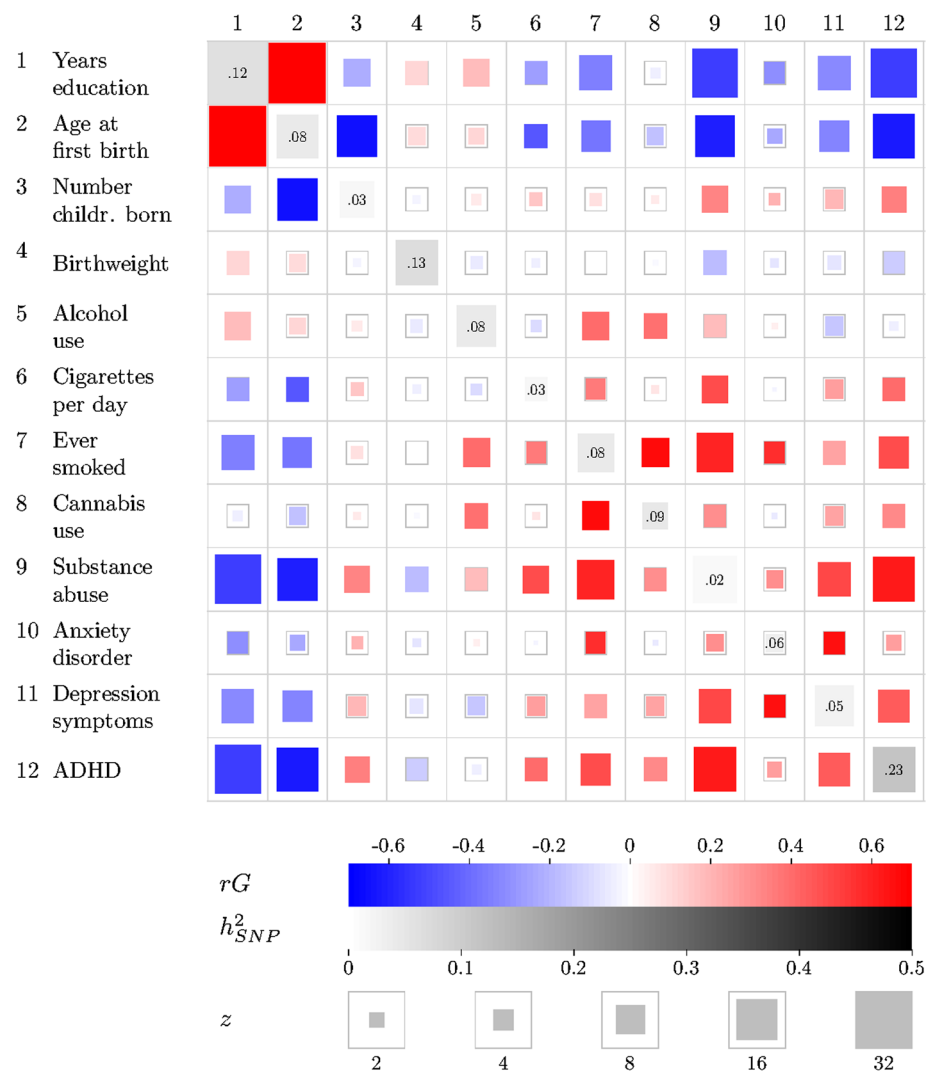 1 2 3 4 5 6 7 8 9 10 11 12
1 Years
education
.12
2 Age at
first birth
.08
3 Number
childr. born
.03
4 Birthweight
.13
5 Alcohol
use
.08
6 Cigarettes
per day
.03
7 Ever
smoked
.08
8 Cannabis
use
.09
9 Substance
abuse
.02
10 Anxiety
disorder
.06
11 Depression
symptoms
.05
12 ADHD
.23
-0.6 -0.4 -0.2 0 0.2 0.4 0.6
rG
h²SNP
0 0.1 0.2 0.3 0.4 0.5
z
2 4 8 16 32